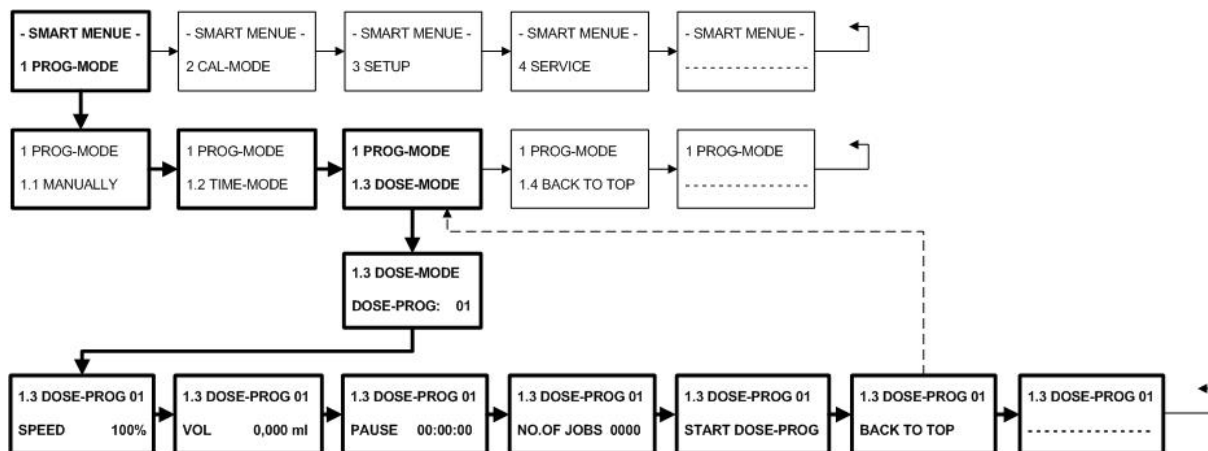 - SMART MENUE -
1 PROG-MODE
- SMART MENUE -
2 CAL-MODE
- SMART MENUE -
3 SETUP
- SMART MENUE -
4 SERVICE
- SMART MENUE -
- - - - - - - - - - - - - - - -
1 PROG-MODE
1.1 MANUALLY
1 PROG-MODE
1.2 TIME-MODE
1 PROG-MODE
1.3 DOSE-MODE
1 PROG-MODE
1.4 BACK TO TOP
1 PROG-MODE
- - - - - - - - - - - - - - - -
1.3 DOSE-MODE
DOSE-PROG: 01
1.3 DOSE-PROG 01
SPEED 100%
1.3 DOSE-PROG 01
VOL 0,000 ml
1.3 DOSE-PROG 01
PAUSE 00:00:00
1.3 DOSE-PROG 01
NO.OF JOBS 0000
1.3 DOSE-PROG 01
START DOSE-PROG
1.3 DOSE-PROG 01
BACK TO TOP
1.3 DOSE-PROG 01
- - - - - - - - - - - - - - - -